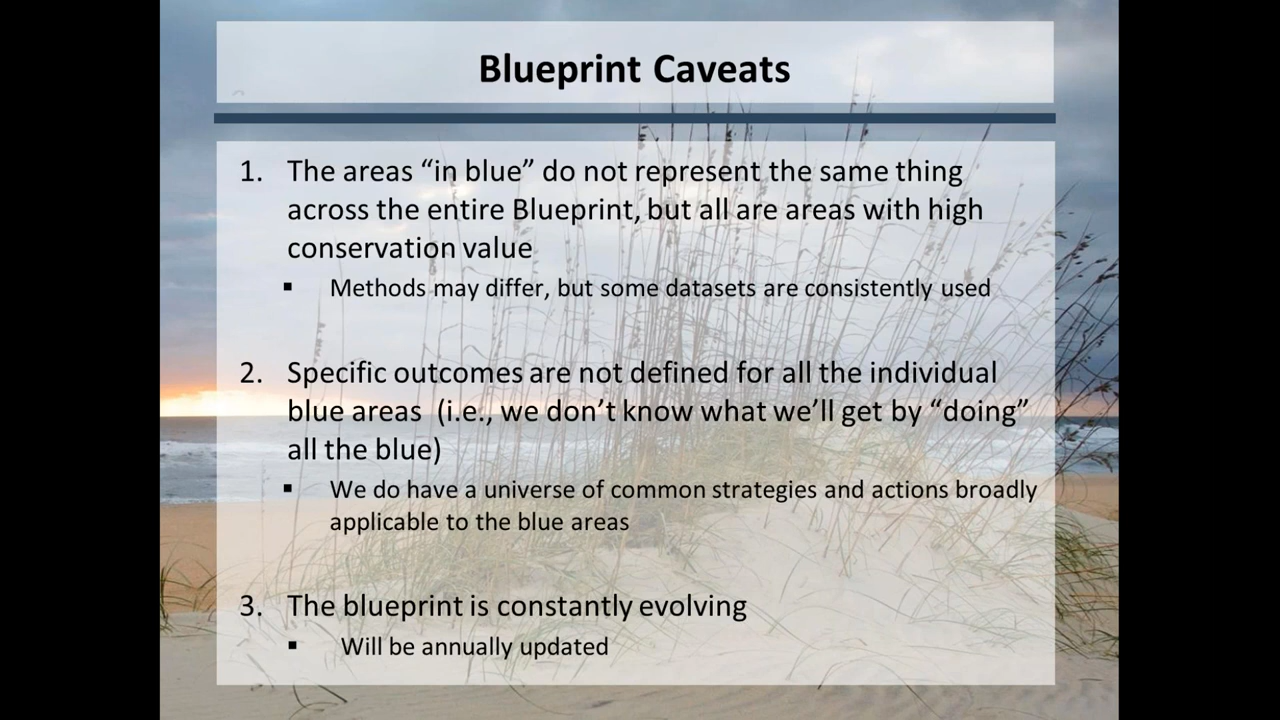 Blueprint Caveats
1. The areas “in blue” do not represent the same thing
across the entire Blueprint, but all are areas with high
conservation value
▪ Methods may differ, but some datasets are consistently used
2. Specific outcomes are not defined for all the individual
blue areas  (i.e., we don’t know what we’ll get by “doing”
all the blue)
▪ We do have a universe of common strategies and actions broadly
applicable to the blue areas
3. The blueprint is constantly evolving
▪ Will be annually updated